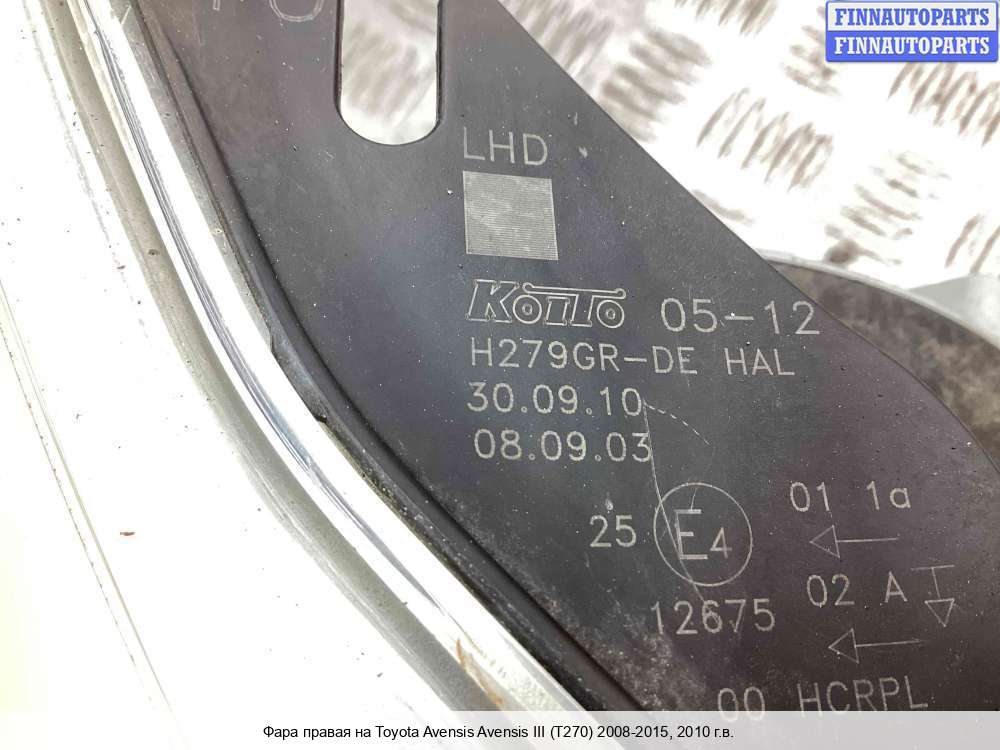 FINNAUTOPARTS
FINNAUTOPARTS
LHD
KOITO 05-12
H279GR-DE HAL
30.09.10
08.09.03
01 1a
25 E4
02 A
12675
00 HCRPL
Фара правая на Toyota Avensis Avensis III (T270) 2008-2015, 2010 г.в.